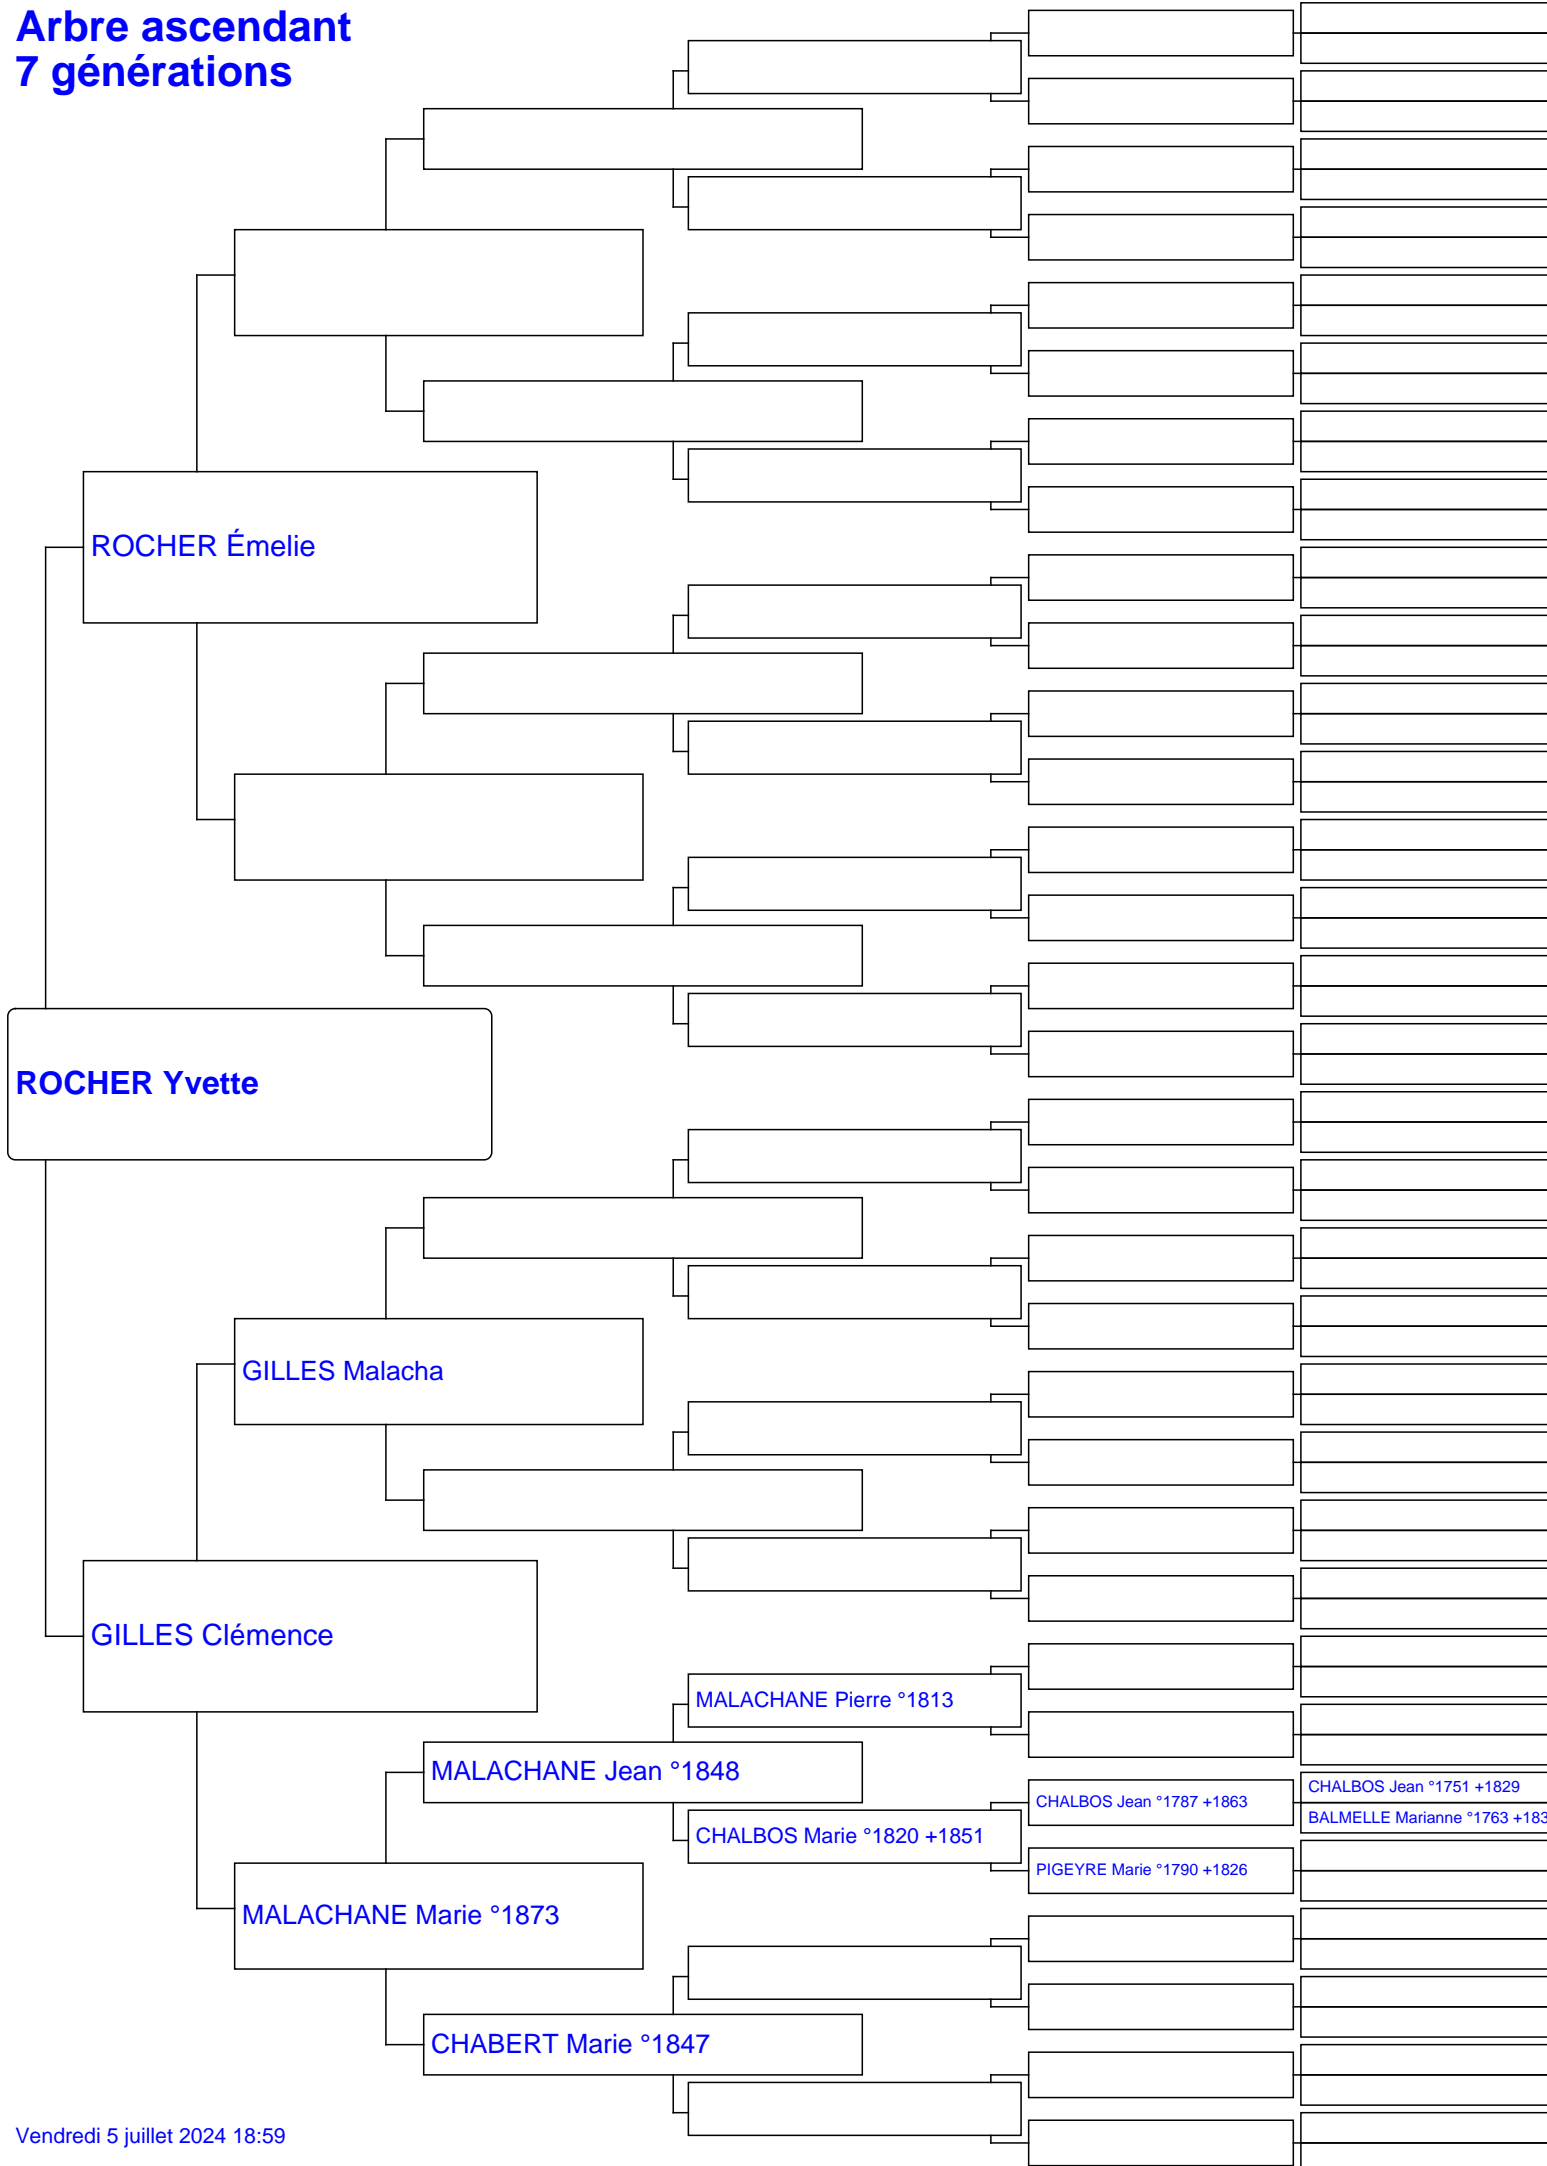 Arbre ascendant
7 générations
ROCHER Émelie
ROCHER Yvette
GILLES Malacha
GILLES Clémence
MALACHANE Pierre °1813
MALACHANE Jean °1848
CHALBOS Jean °1787 +1863
CHALBOS Jean °1751 +1829
BALMELLE Marianne °1763 +183
CHALBOS Marie °1820 +1851
PIGEYRE Marie °1790 +1826
MALACHANE Marie °1873
CHABERT Marie °1847
Vendredi 5 juillet 2024 18:59